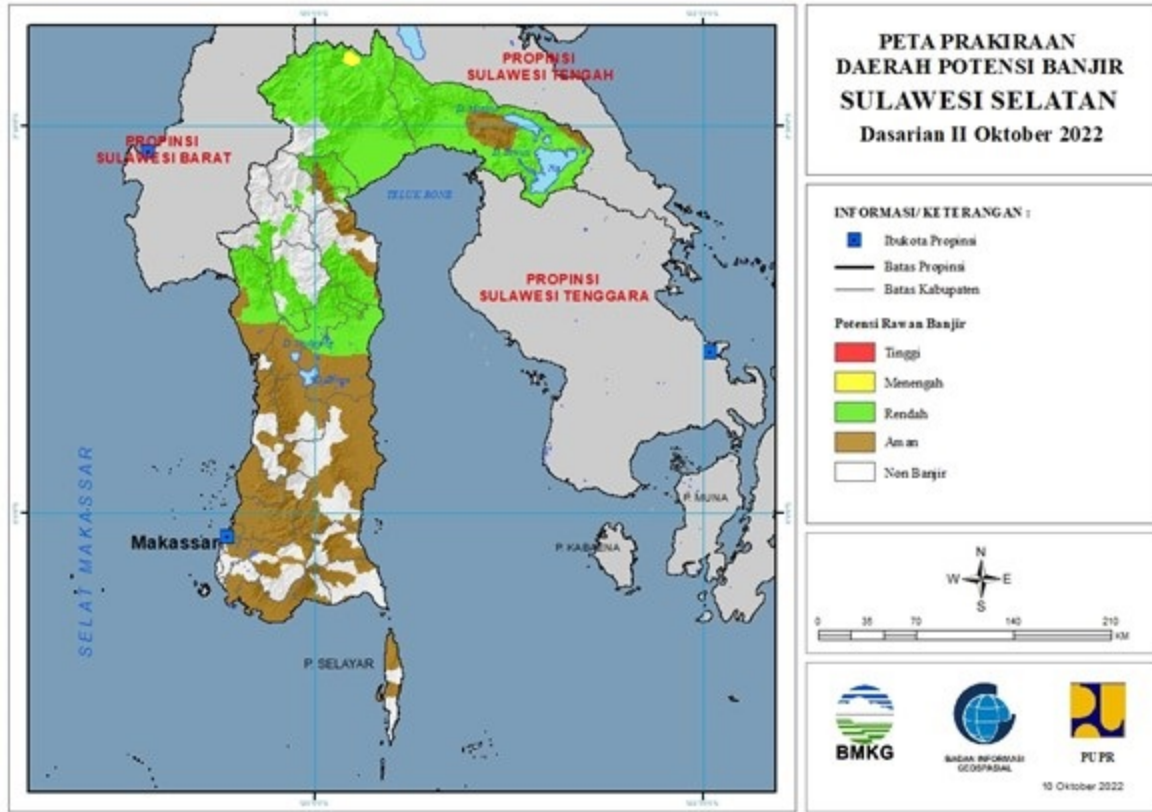 PROPINSI
SULAWESI TENGAH
PROPINSI
SULAWESI BARAT
TELUK BONE
PROPINSI
SULAWESI TENGGARA
SELAT MAKASSAR
Makassar
P. MUNA
P. KABAENA
P. SELAYAR
PETA PRAKIRAAN
DAERAH POTENSI BANJIR
SULAWESI SELATAN
Dasarian II Oktober 2022
INFORMASI/KETERANGAN :
Ibukota Propinsi
Batas Propinsi
Batas Kabupaten
Potensi Rawan Banjir
Tinggi
Menengah
Rendah
Aman
Non Banjir
N
W E
S
0 35 70 140 210
KM
BMKG
BADAN INFORMASI
GEOSPASIAL
PUPR
10 Oktober 2022